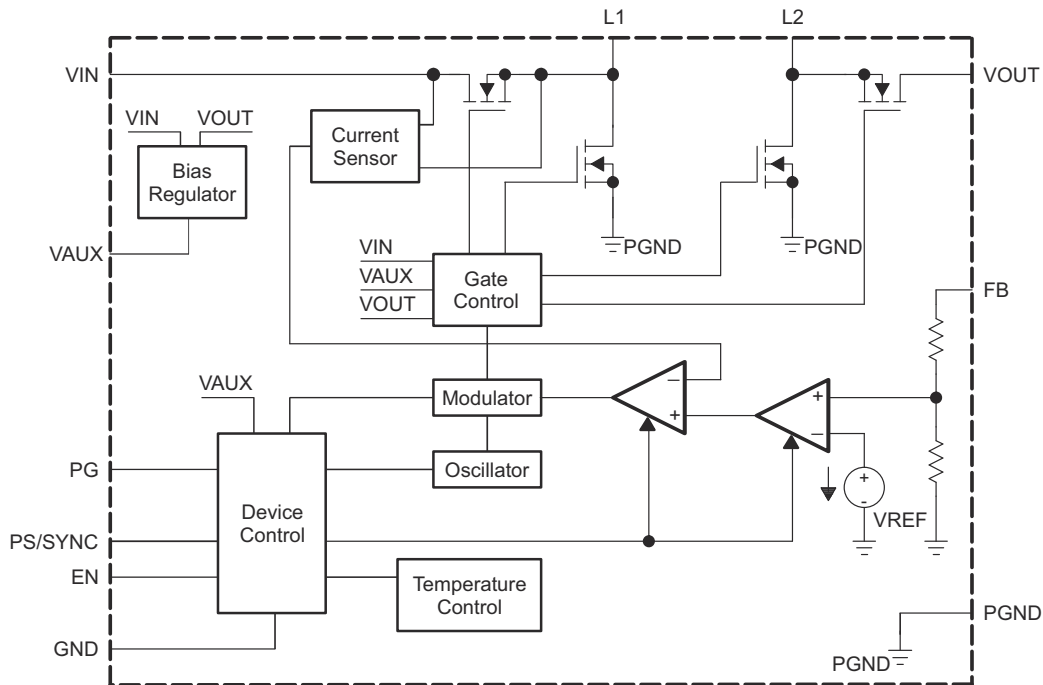 L1
L2
VIN
VOUT
VIN
VOUT
Current
Sensor
Bias
Regulator
VAUX
PGND
PGND
VIN
VAUX
VOUT
Gate
Control
FB
VAUX
Modulator
−
+
+
−
PG
Oscillator
Device
Control
+
-
VREF
PS/SYNC
EN
Temperature
Control
GND
PGND
PGND